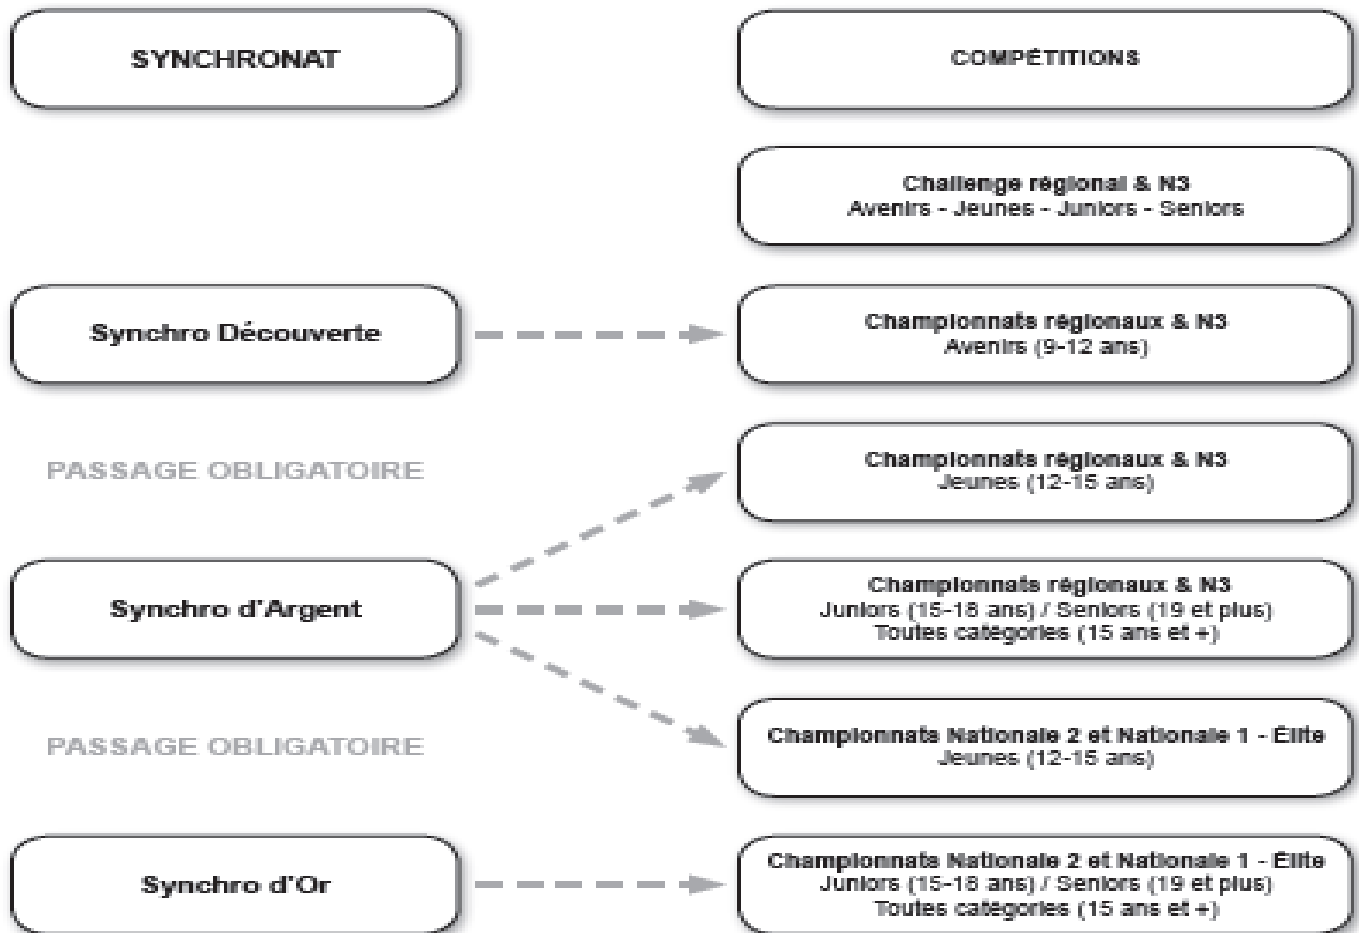 SYNCHRONAT
COMPÉTITIONS
Challenge régional & N3
Avenirs - Jeunes - Juniors - Seniors
Synchro Découverte
Championnats régionaux & N3
Avenirs (9-12 ans)
PASSAGE OBLIGATOIRE
Championnats régionaux & N3
Jeunes (12-15 ans)
Synchro d'Argent
Championnats régionaux & N3
Juniors (15-18 ans) / Seniors (19 et plus)
Toutes catégories (15 ans et +)
PASSAGE OBLIGATOIRE
Championnats Nationale 2 et Nationale 1 - Élite
Jeunes (12-15 ans)
Synchro d'Or
Championnats Nationale 2 et Nationale 1 - Élite
Juniors (15-18 ans) / Seniors (19 et plus)
Toutes catégories (15 ans et +)